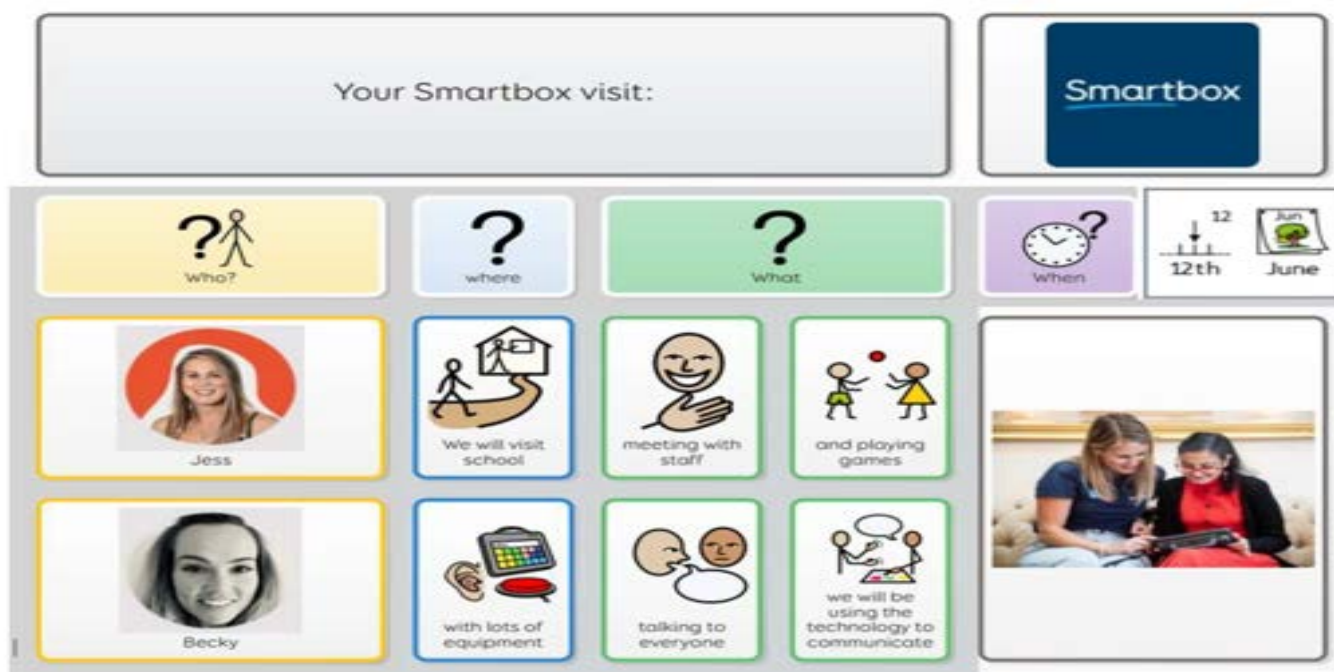 Your Smartbox visit:
Smartbox
Who?
where
What
When
12
12th
Jun
June
Jess
We will visit
school
meeting with
staff
and playing
games
Becky
with lots of
equipment
talking to
everyone
we will be
using the
technology to
communicate